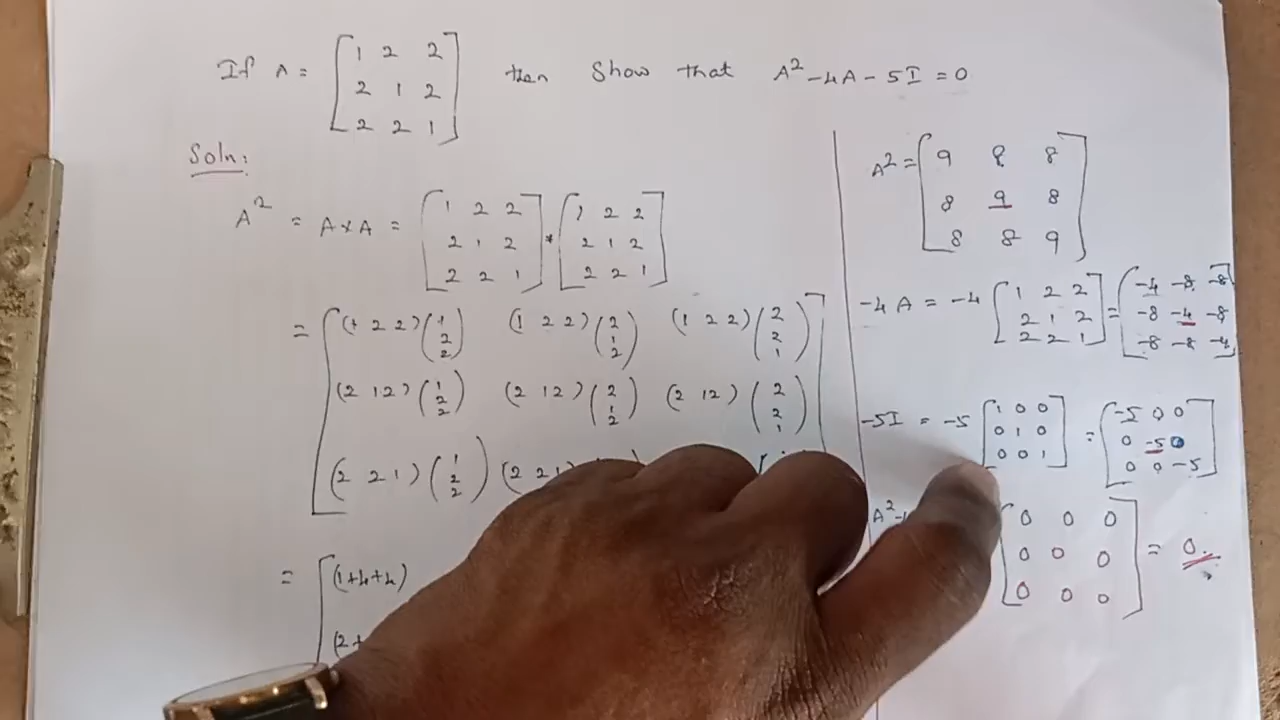 If A = [1 2 2
2 1 2
2 2 1] then Show that A² - 4A - 5I = 0
Soln:
A² = A x A = [1 2 2 * [1 2 2
2 1 2 2 1 2
2 2 1] 2 2 1]
= [(1 2 2)(1 2 2) (1 2 2)(2 1 2) (1 2 2)(2 2 1)
(2 1 2)(1 2 2) (2 1 2)(2 1 2) (2 1 2)(2 2 1)
(2 2 1)(1 2 2) (2 2 1)
= [(1+4+4)
(2+
A² = [9 8 8
8 9 8
8 8 9]
-4A = -4 [1 2 2 = [-4 -8 -8
2 1 2 -8 -4 -8
2 2 1] -8 -8 -4]
-5I = -5 [1 0 0 = [-5 0 0
0 1 0 0 -5 0
0 0 1] 0 0 -5]
A² [0 0 0
0 0 0 = 0.
0 0 0]